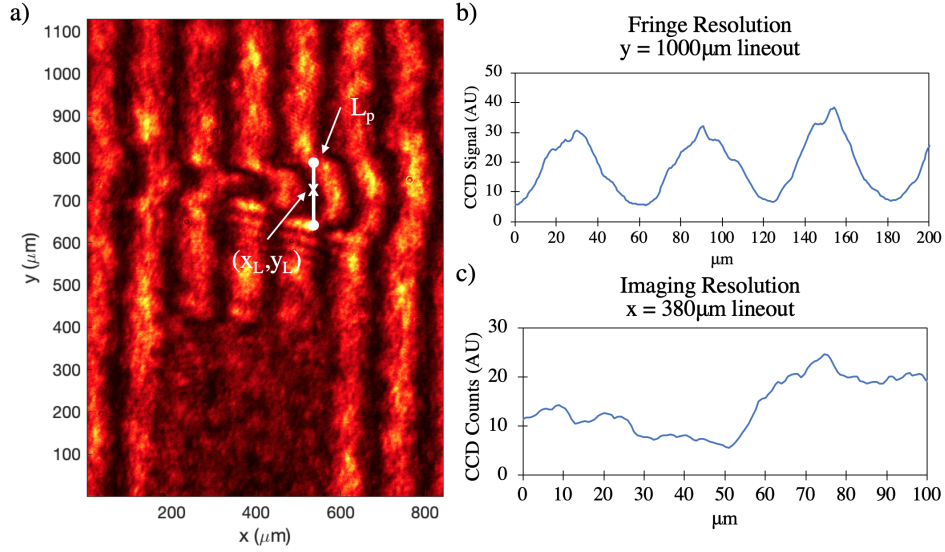 a)
1100
1000
900
800
700
600
500
400
300
200
100
y (μm)
200
400
600
800
x (μm)
Lp
(xL,yL)
x
b)
Fringe Resolution
y = 1000μm lineout
CCD Signal (AU)
50
40
30
20
10
0
0 20 40 60 80 100 120 140 160 180 200
μm
c)
Imaging Resolution
x = 380μm lineout
CCD Counts (AU)
30
20
10
0
0 10 20 30 40 50 60 70 80 90 100
μm